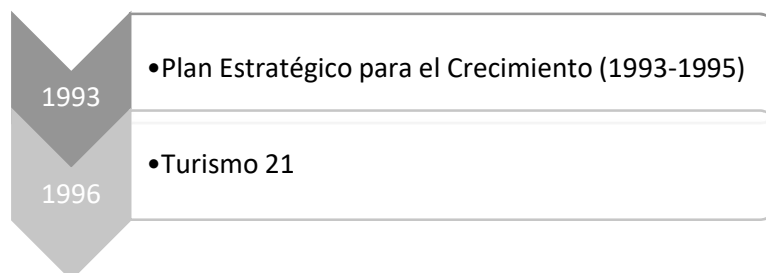 1993
•Plan Estratégico para el Crecimiento (1993-1995)
1996
•Turismo 21